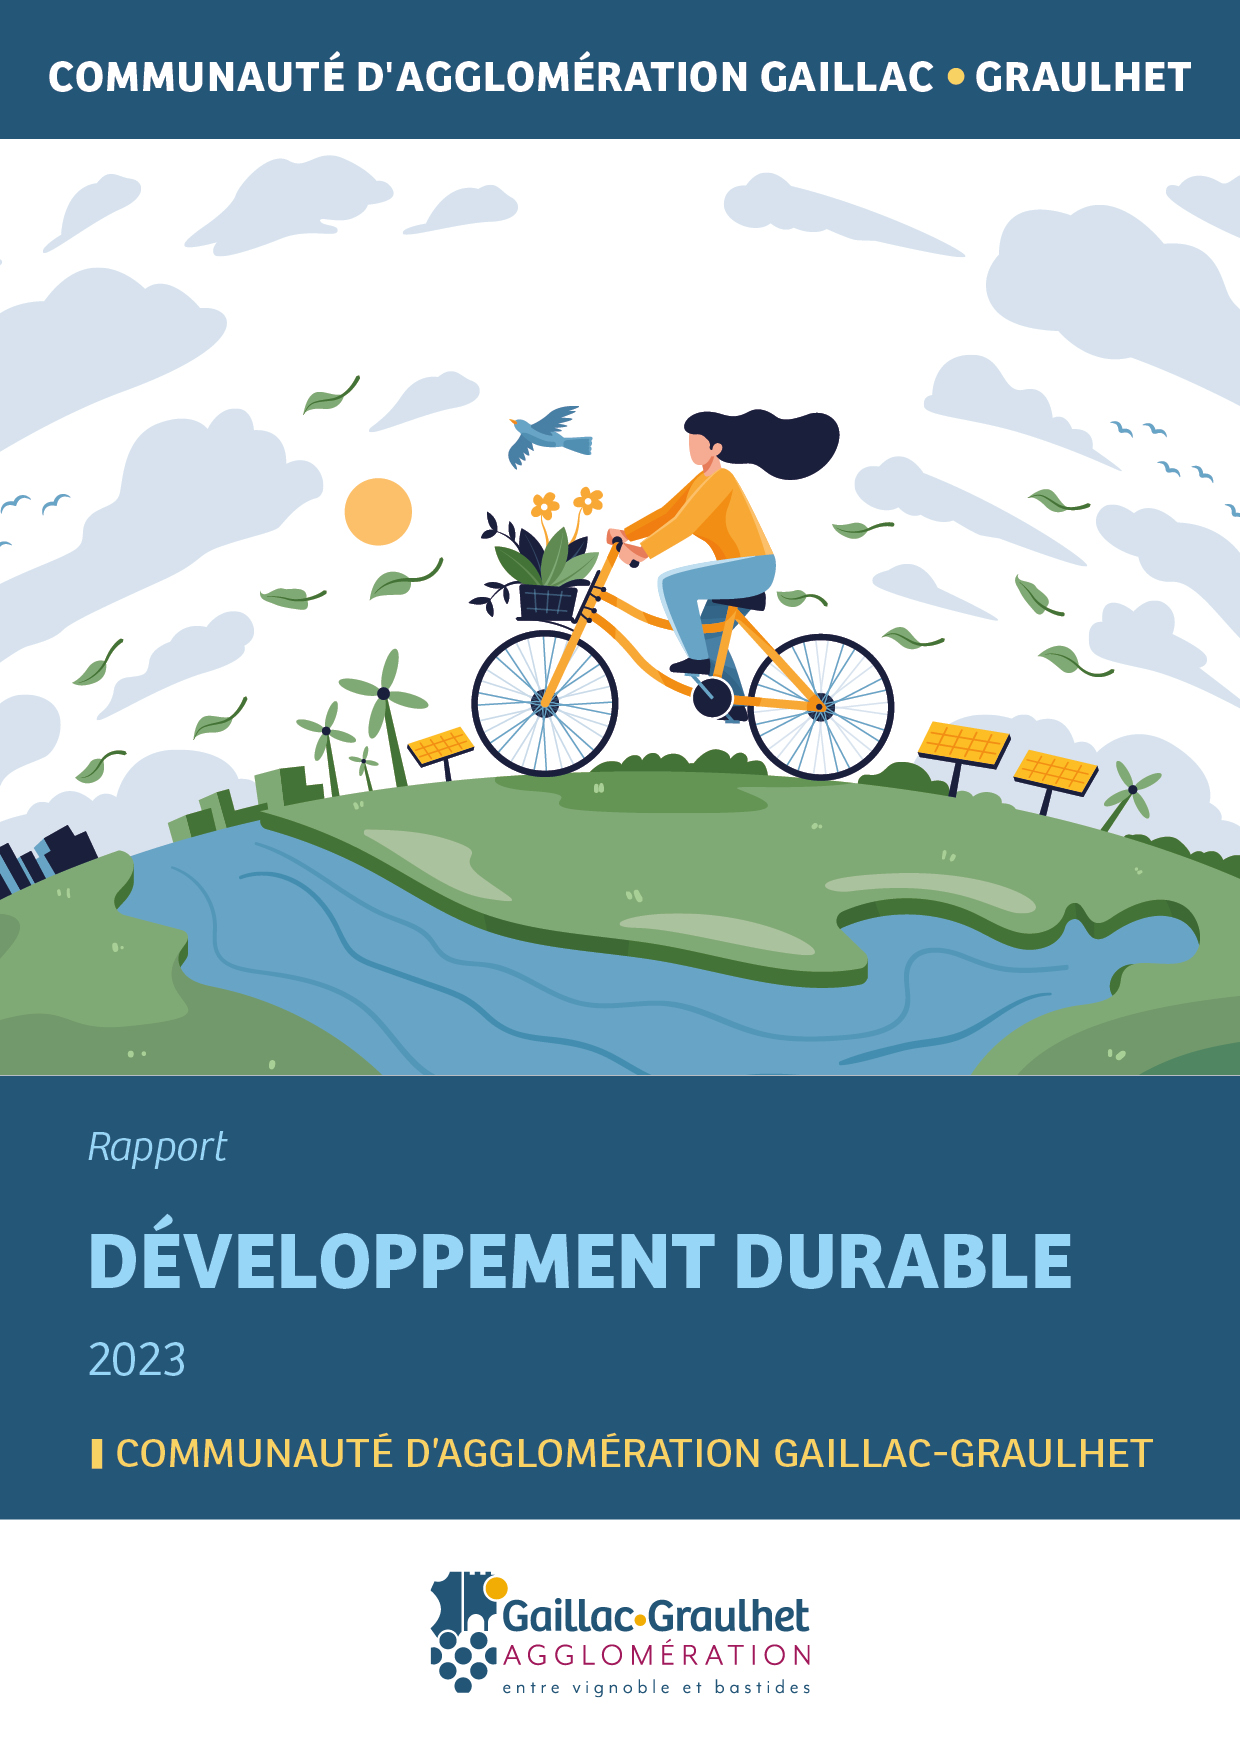 COMMUNAUTÉ D'AGGLOMÉRATION GAILLAC • GRAULHET
Rapport
DÉVELOPPEMENT DURABLE
2023
COMMUNAUTÉ D'AGGLOMÉRATION GAILLAC-GRAULHET
Gaillac•Graulhet
AGGLOMÉRATION
entre vignoble et bastides